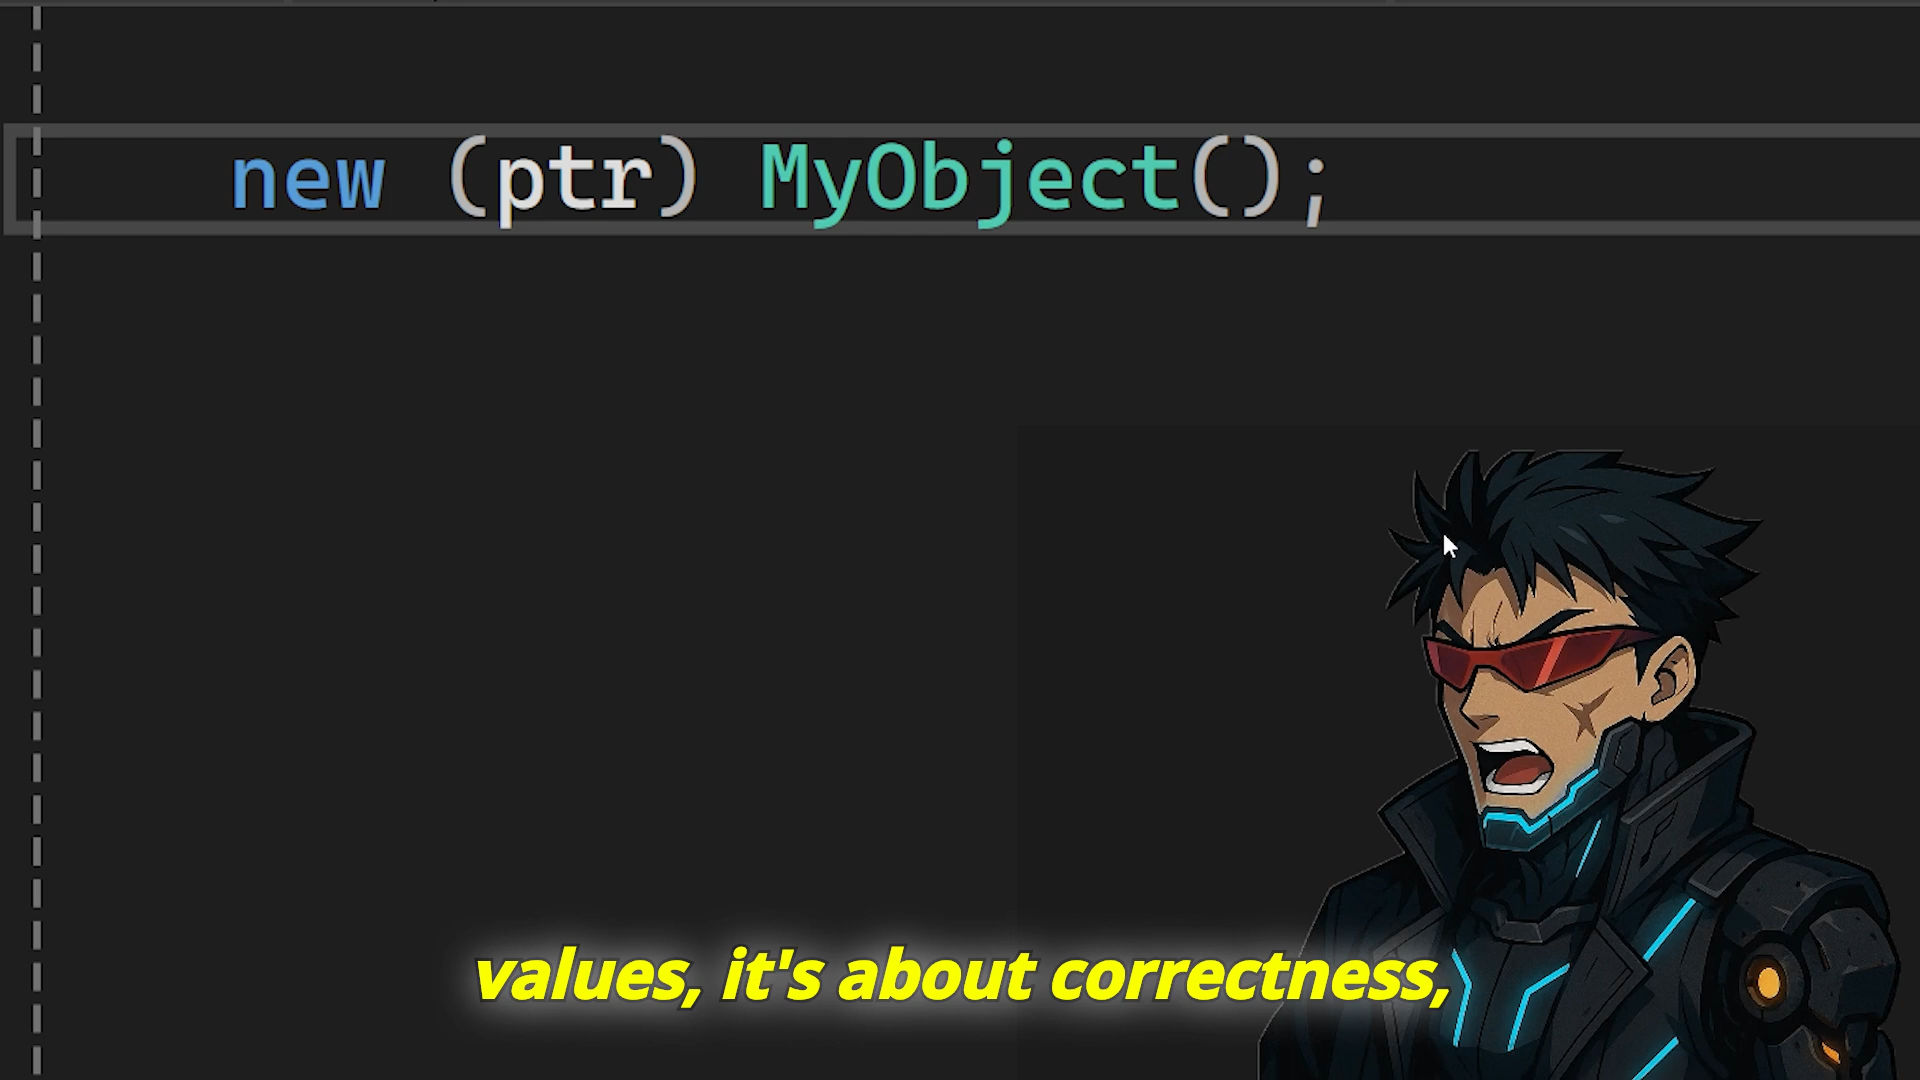 new (ptr) MyObject();
values, it's about correctness,